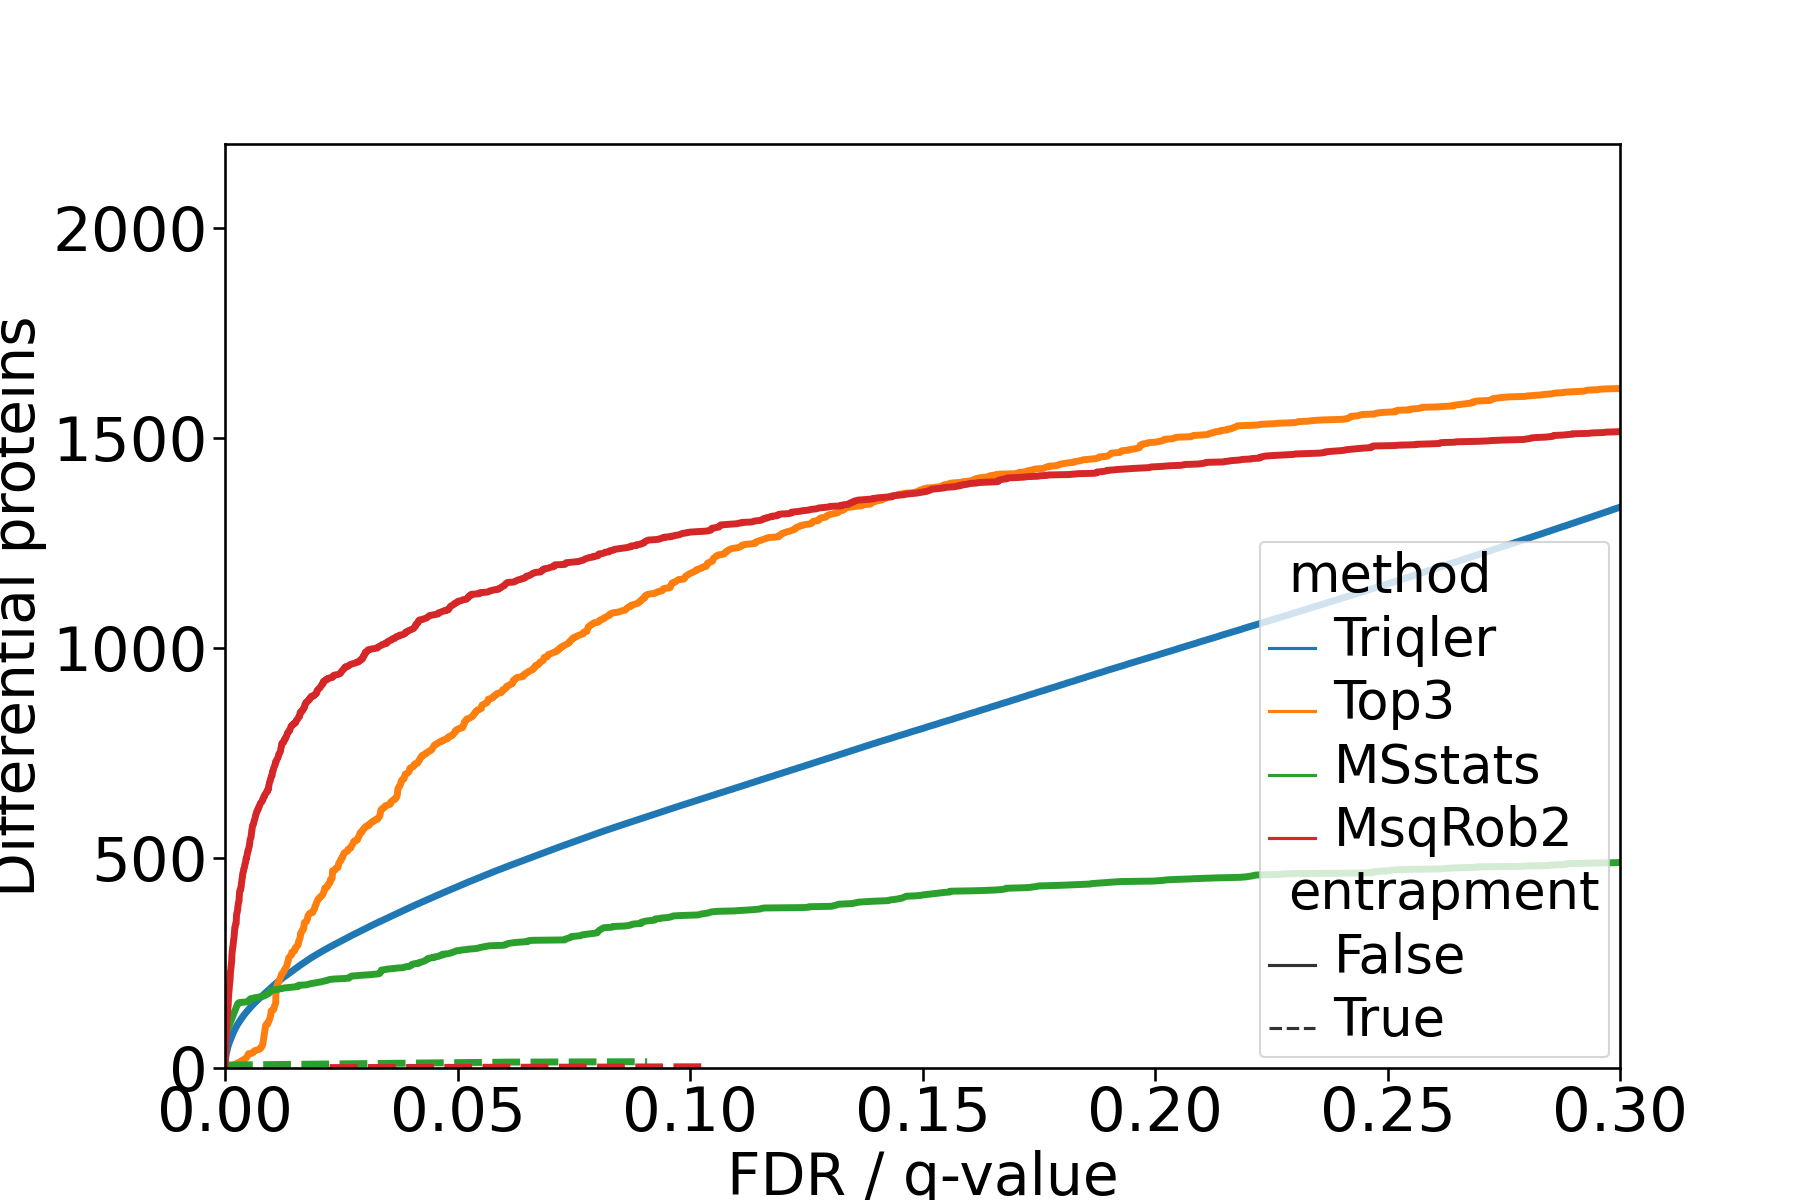 Differential proteins
2000
1500
1000
500
0
0.00 0.05 0.10 0.15 0.20 0.25 0.30
FDR / q-value
method
Triqler
Top3
MSstats
MsqRob2
entrapment
False
True